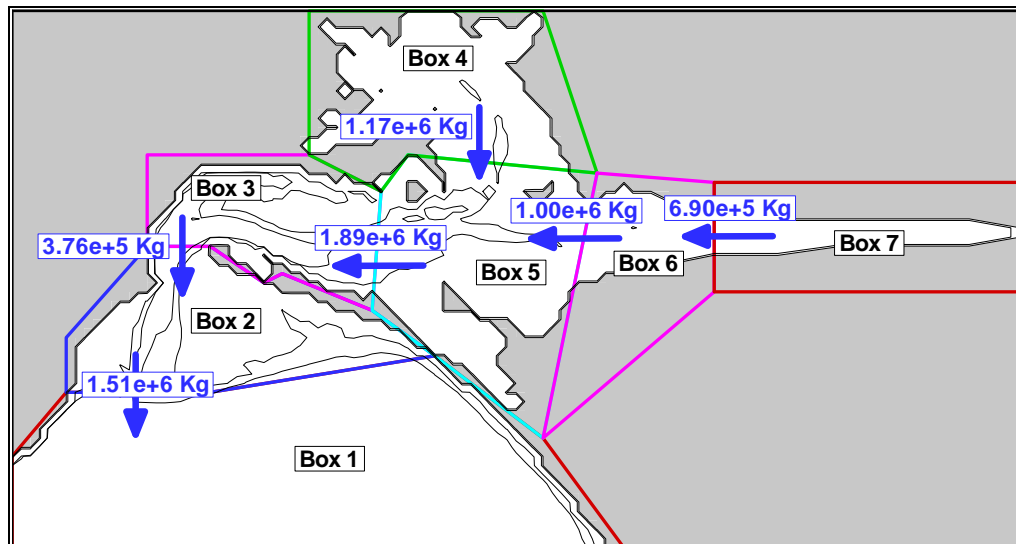 Box 4
1.17e+6 Kg
Box 3
1.00e+6 Kg
6.90e+5 Kg
3.76e+5 Kg
1.89e+6 Kg
Box 7
Box 5
Box 6
Box 2
1.51e+6 Kg
Box 1